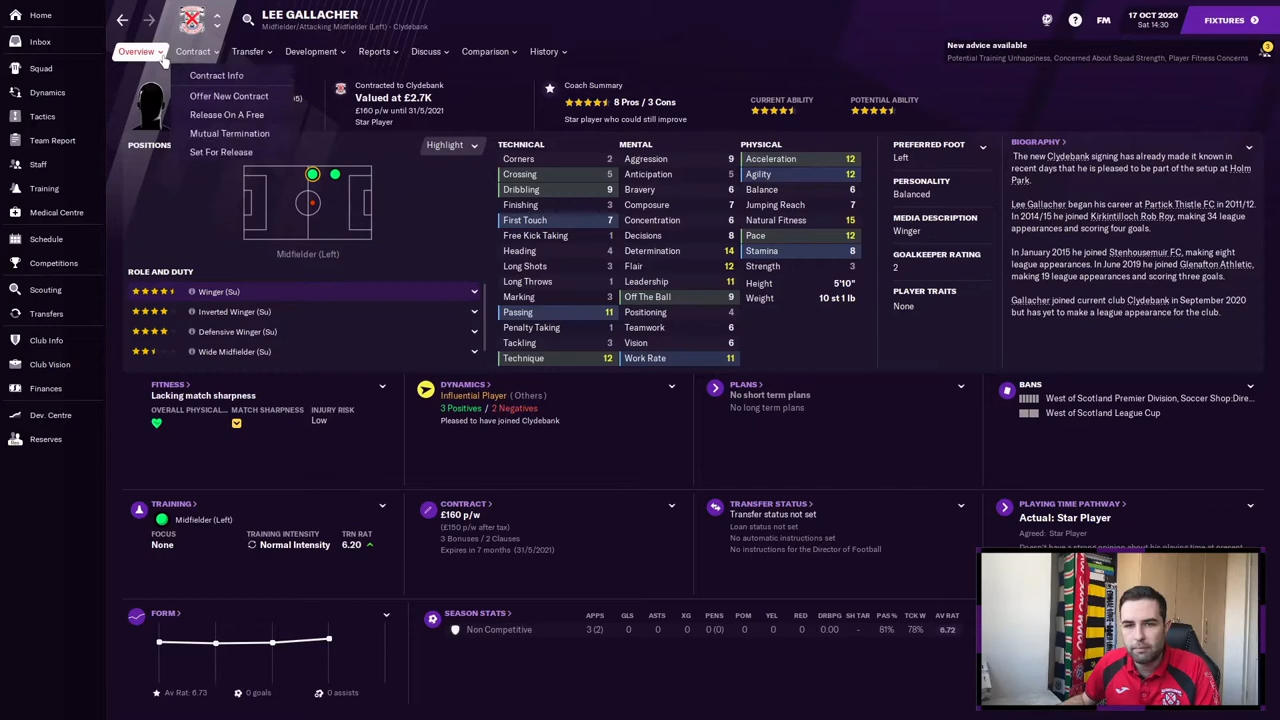 Home
Inbox
Squad
Dynamics
Tactics
Team Report
Staff
Training
Medical Centre
Schedule
Competitions
Scouting
Transfers
Club Info
Club Vision
Finances
Dev. Centre
Reserves
LEE GALLACHER
Midfielder/Attacking Midfielder (Left) - Clydebank
? FM
17 OCT 2020
Sat 14:30
FIXTURES
Overview Contract Transfer Development Reports Discuss Comparison History
New advice available
Potential Training Unhappiness, Concerned About Squad Strength, Player Fitness Concerns
3
Contract Info
Offer New Contract
Release On A Free
Mutual Termination
Set For Release
Contracted to Clydebank
Valued at £2.7K
£160 p/w until 31/5/2021
Star Player
Coach Summary
8 Pros / 3 Cons
Star player who could still improve
CURRENT ABILITY
POTENTIAL ABILITY
POSITIONS
Midfielder (Left)
Highlight
ROLE AND DUTY
Winger (Su)
Inverted Winger (Su)
Defensive Winger (Su)
Wide Midfielder (Su)
TECHNICAL
Corners 2
Crossing 5
Dribbling 9
Finishing 3
First Touch 7
Free Kick Taking 1
Heading 4
Long Shots 3
Long Throws 1
Marking 3
Passing 11
Penalty Taking 1
Tackling 3
Technique 12
MENTAL
Aggression 9
Anticipation 5
Bravery 6
Composure 7
Concentration 6
Decisions 8
Determination 14
Flair 12
Leadership 11
Off The Ball 9
Positioning 4
Teamwork 6
Vision 6
Work Rate 11
PHYSICAL
Acceleration 12
Agility 12
Balance 6
Jumping Reach 7
Natural Fitness 15
Pace 12
Stamina 8
Strength 3
Height 5'10"
Weight 10 st 1 lb
PREFERRED FOOT
Left
PERSONALITY
Balanced
MEDIA DESCRIPTION
Winger
GOALKEEPER RATING
2
PLAYER TRAITS
None
BIOGRAPHY >
The new Clydebank signing has already made it known in
recent days that he is pleased to be part of the setup at Holm
Park.
Lee Gallacher began his career at Partick Thistle FC in 2011/12.
In 2014/15 he joined Kirkintilloch Rob Roy, making 34 league
appearances and scoring four goals.
In January 2015 he joined Stenhousemuir FC, making eight
league appearances. In June 2019 he joined Glenafton Athletic,
making 19 league appearances and scoring three goals.
Gallacher joined current club Clydebank in September 2020
but has yet to make a league appearance for the club.
FITNESS >
Lacking match sharpness
OVERALL PHYSICAL... MATCH SHARPNESS INJURY RISK
Low
DYNAMICS >
Influential Player (Others)
3 Positives / 2 Negatives
Pleased to have joined Clydebank
PLANS >
No short term plans
No long term plans
BANS >
West of Scotland Premier Division, Soccer Shop:Dire...
West of Scotland League Cup
TRAINING >
Midfielder (Left)
FOCUS TRAINING INTENSITY TRN RAT
None Normal Intensity 6.20
CONTRACT >
£160 p/w
(£150 p/w after tax)
3 Bonuses / 2 Clauses
Expires in 7 months (31/5/2021)
TRANSFER STATUS >
Transfer status not set
Loan status not set
No automatic instructions set
No instructions for the Director of Football
PLAYING TIME PATHWAY >
Actual: Star Player
Agreed: Star Player
Doesn't have a strong opinion about his playing time at present
FORM >
Av Rat: 6.73 0 goals 0 assists
SEASON STATS >
APPS GLS ASTS XG PENS POM YEL RED DRBPG SH TAR PAS % TCK W AV RAT
Non Competitive 3 (2) 0 0 0 0 (0) 0 0 0 0.00 - 81% 78% 6.72